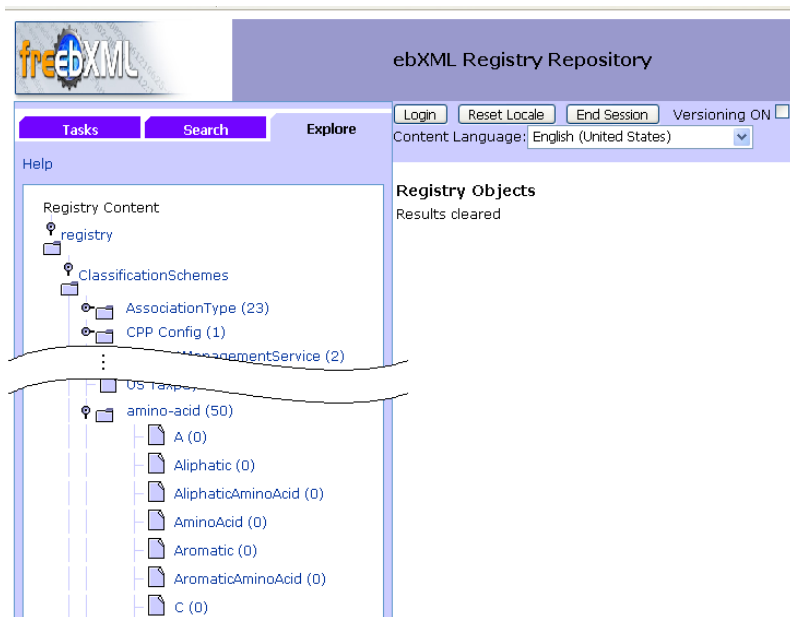 freebXML
ebXML Registry Repository
Tasks
Search
Explore
Login
Reset Locale
End Session
Versioning ON
Content Language:
English (United States)
Help
Registry Objects
Results cleared
Registry Content
registry
ClassificationSchemes
AssociationType (23)
CPP Config (1)
ManagementService (2)
US
amino-acid (50)
A (0)
Aliphatic (0)
AliphaticAminoAcid (0)
AminoAcid (0)
Aromatic (0)
AromaticAminoAcid (0)
C (0)